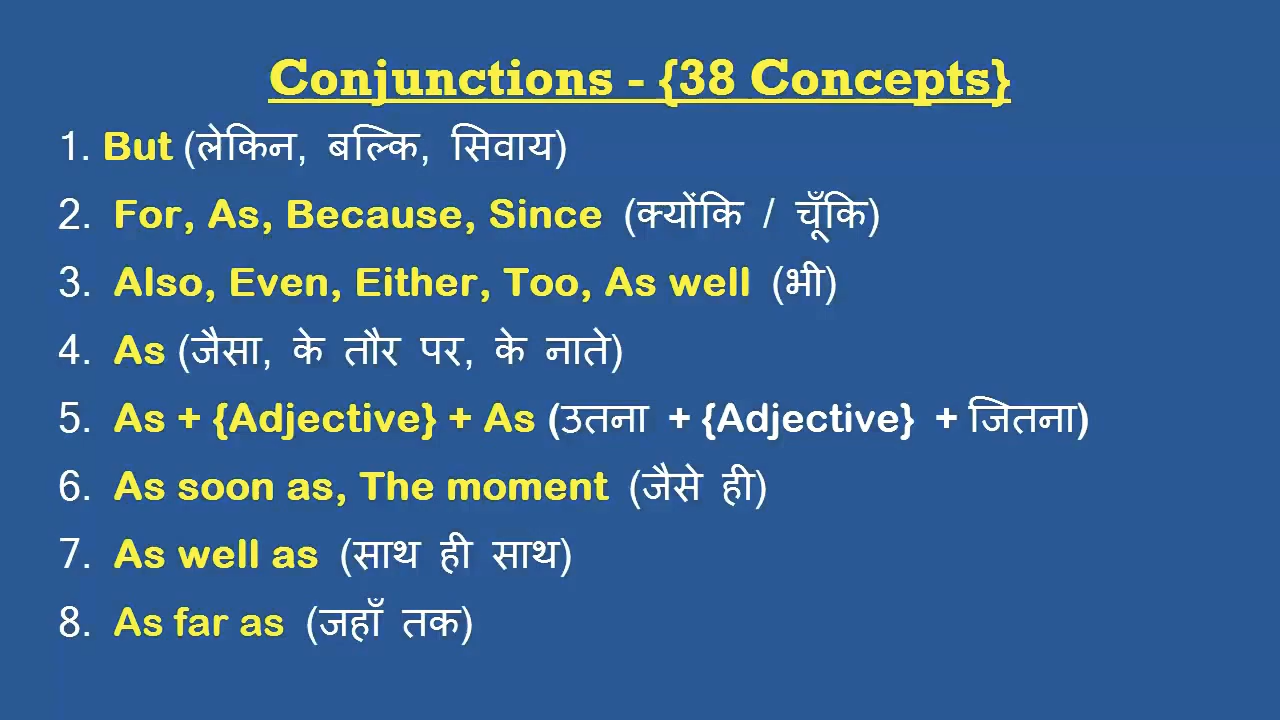 Conjunctions - {38 Concepts}
1. But (लेकिन, बल्कि, सिवाय)
2. For, As, Because, Since (क्योंकि / चूँकि)
3. Also, Even, Either, Too, As well (भी)
4. As (जैसा, के तौर पर, के नाते)
5. As + {Adjective} + As (उतना + {Adjective} + जितना)
6. As soon as, The moment (जैसे ही)
7. As well as (साथ ही साथ)
8. As far as (जहाँ तक)